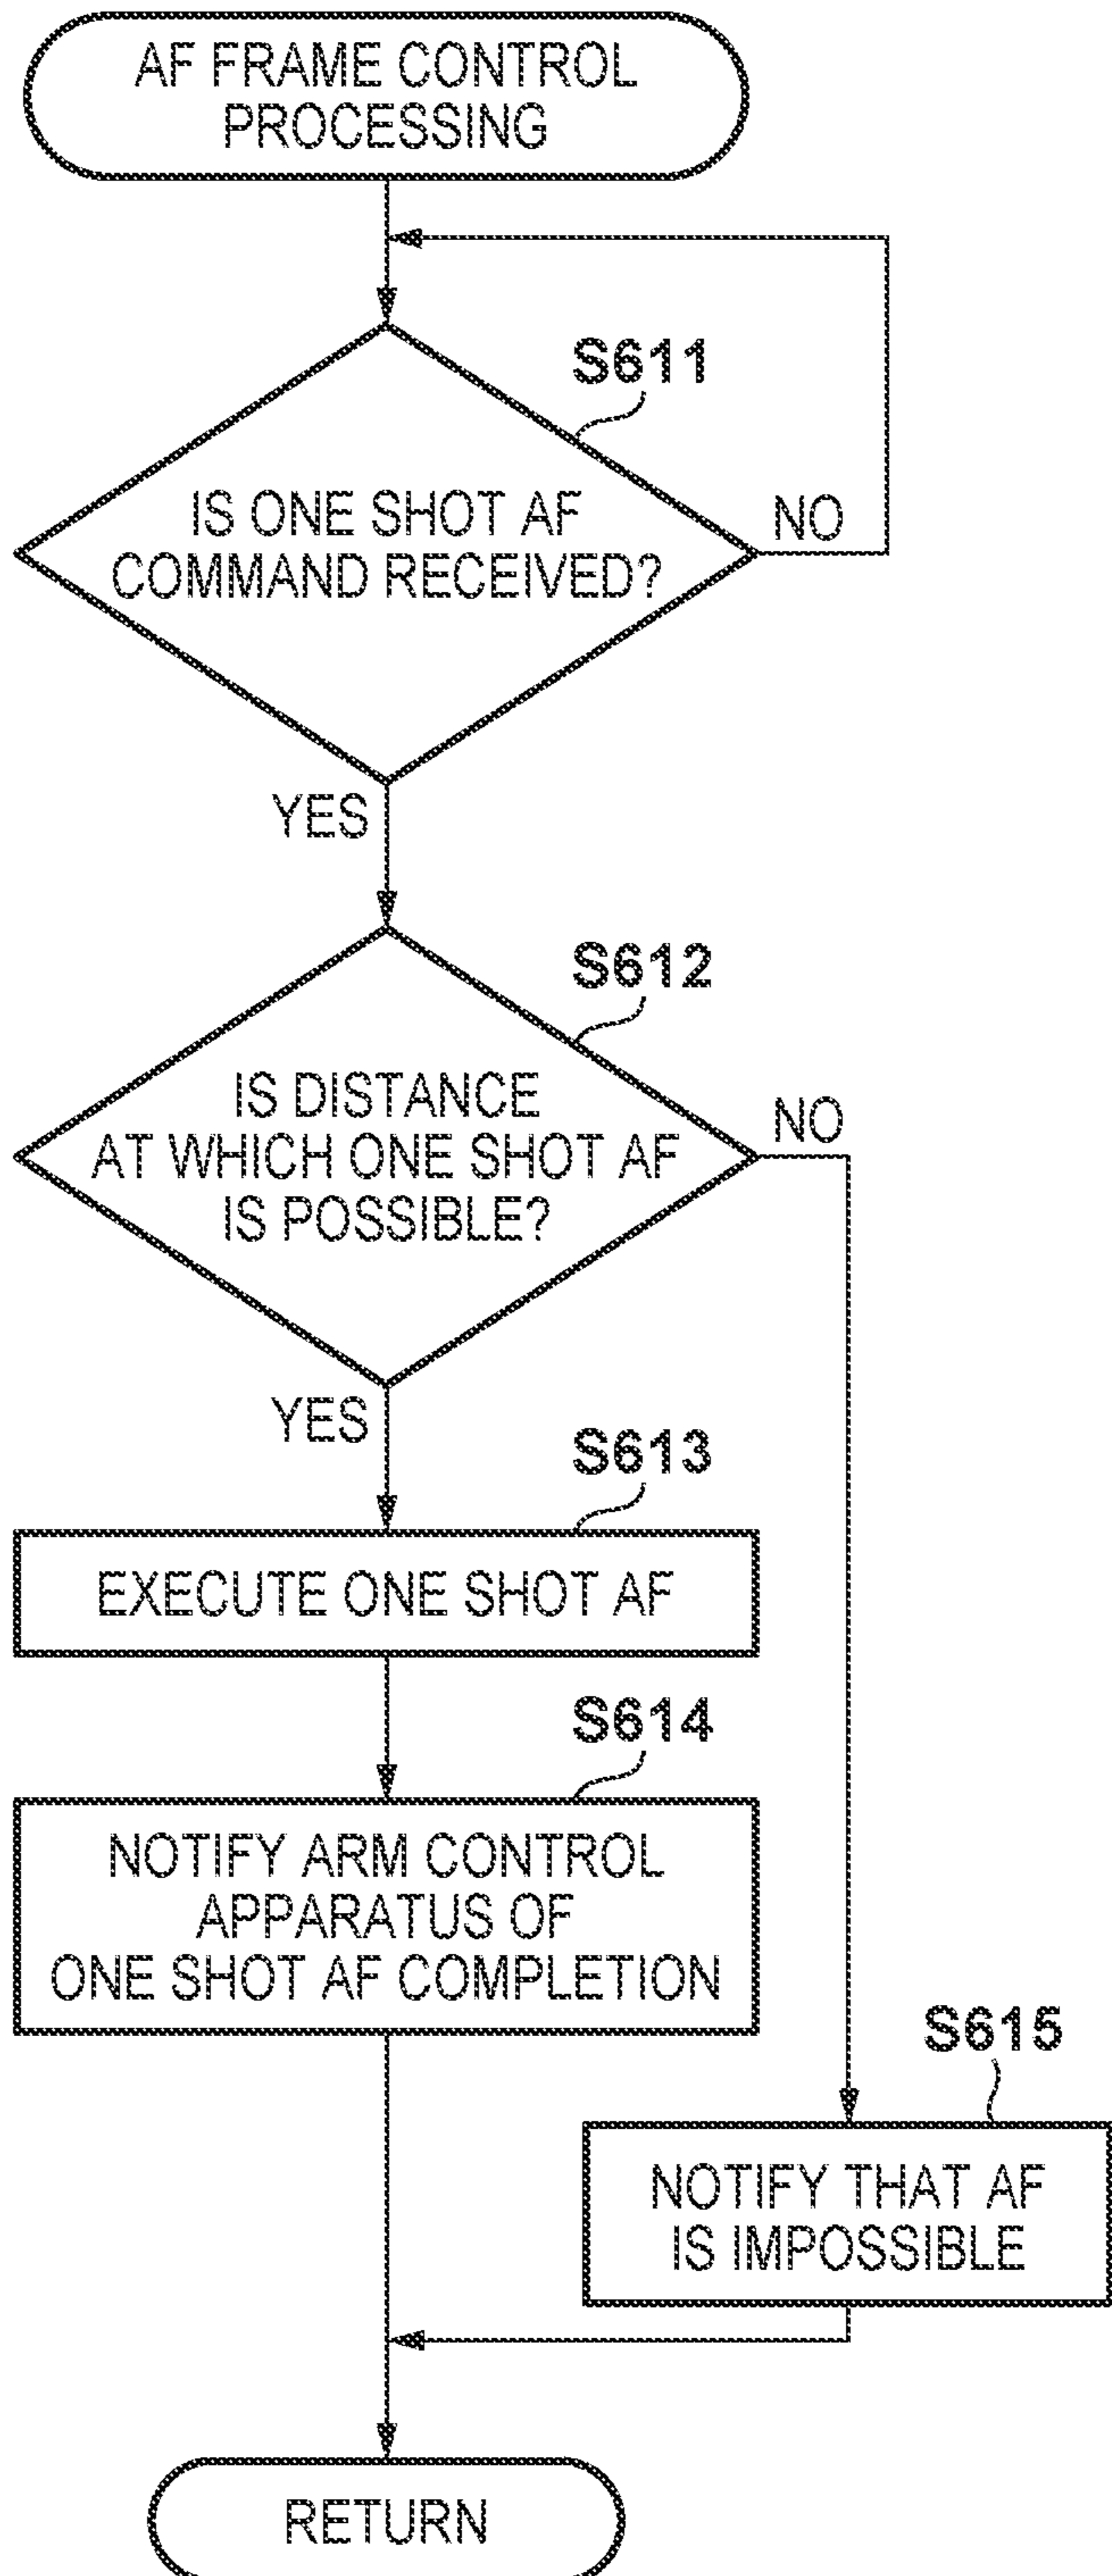 AF FRAME CONTROL
PROCESSING
S611
IS ONE SHOT AF
COMMAND RECEIVED?
NO
YES
S612
IS DISTANCE
AT WHICH ONE SHOT AF
IS POSSIBLE?
NO
YES
S613
EXECUTE ONE SHOT AF
S614
NOTIFY ARM CONTROL
APPARATUS OF
ONE SHOT AF COMPLETION
S615
NOTIFY THAT AF
IS IMPOSSIBLE
RETURN